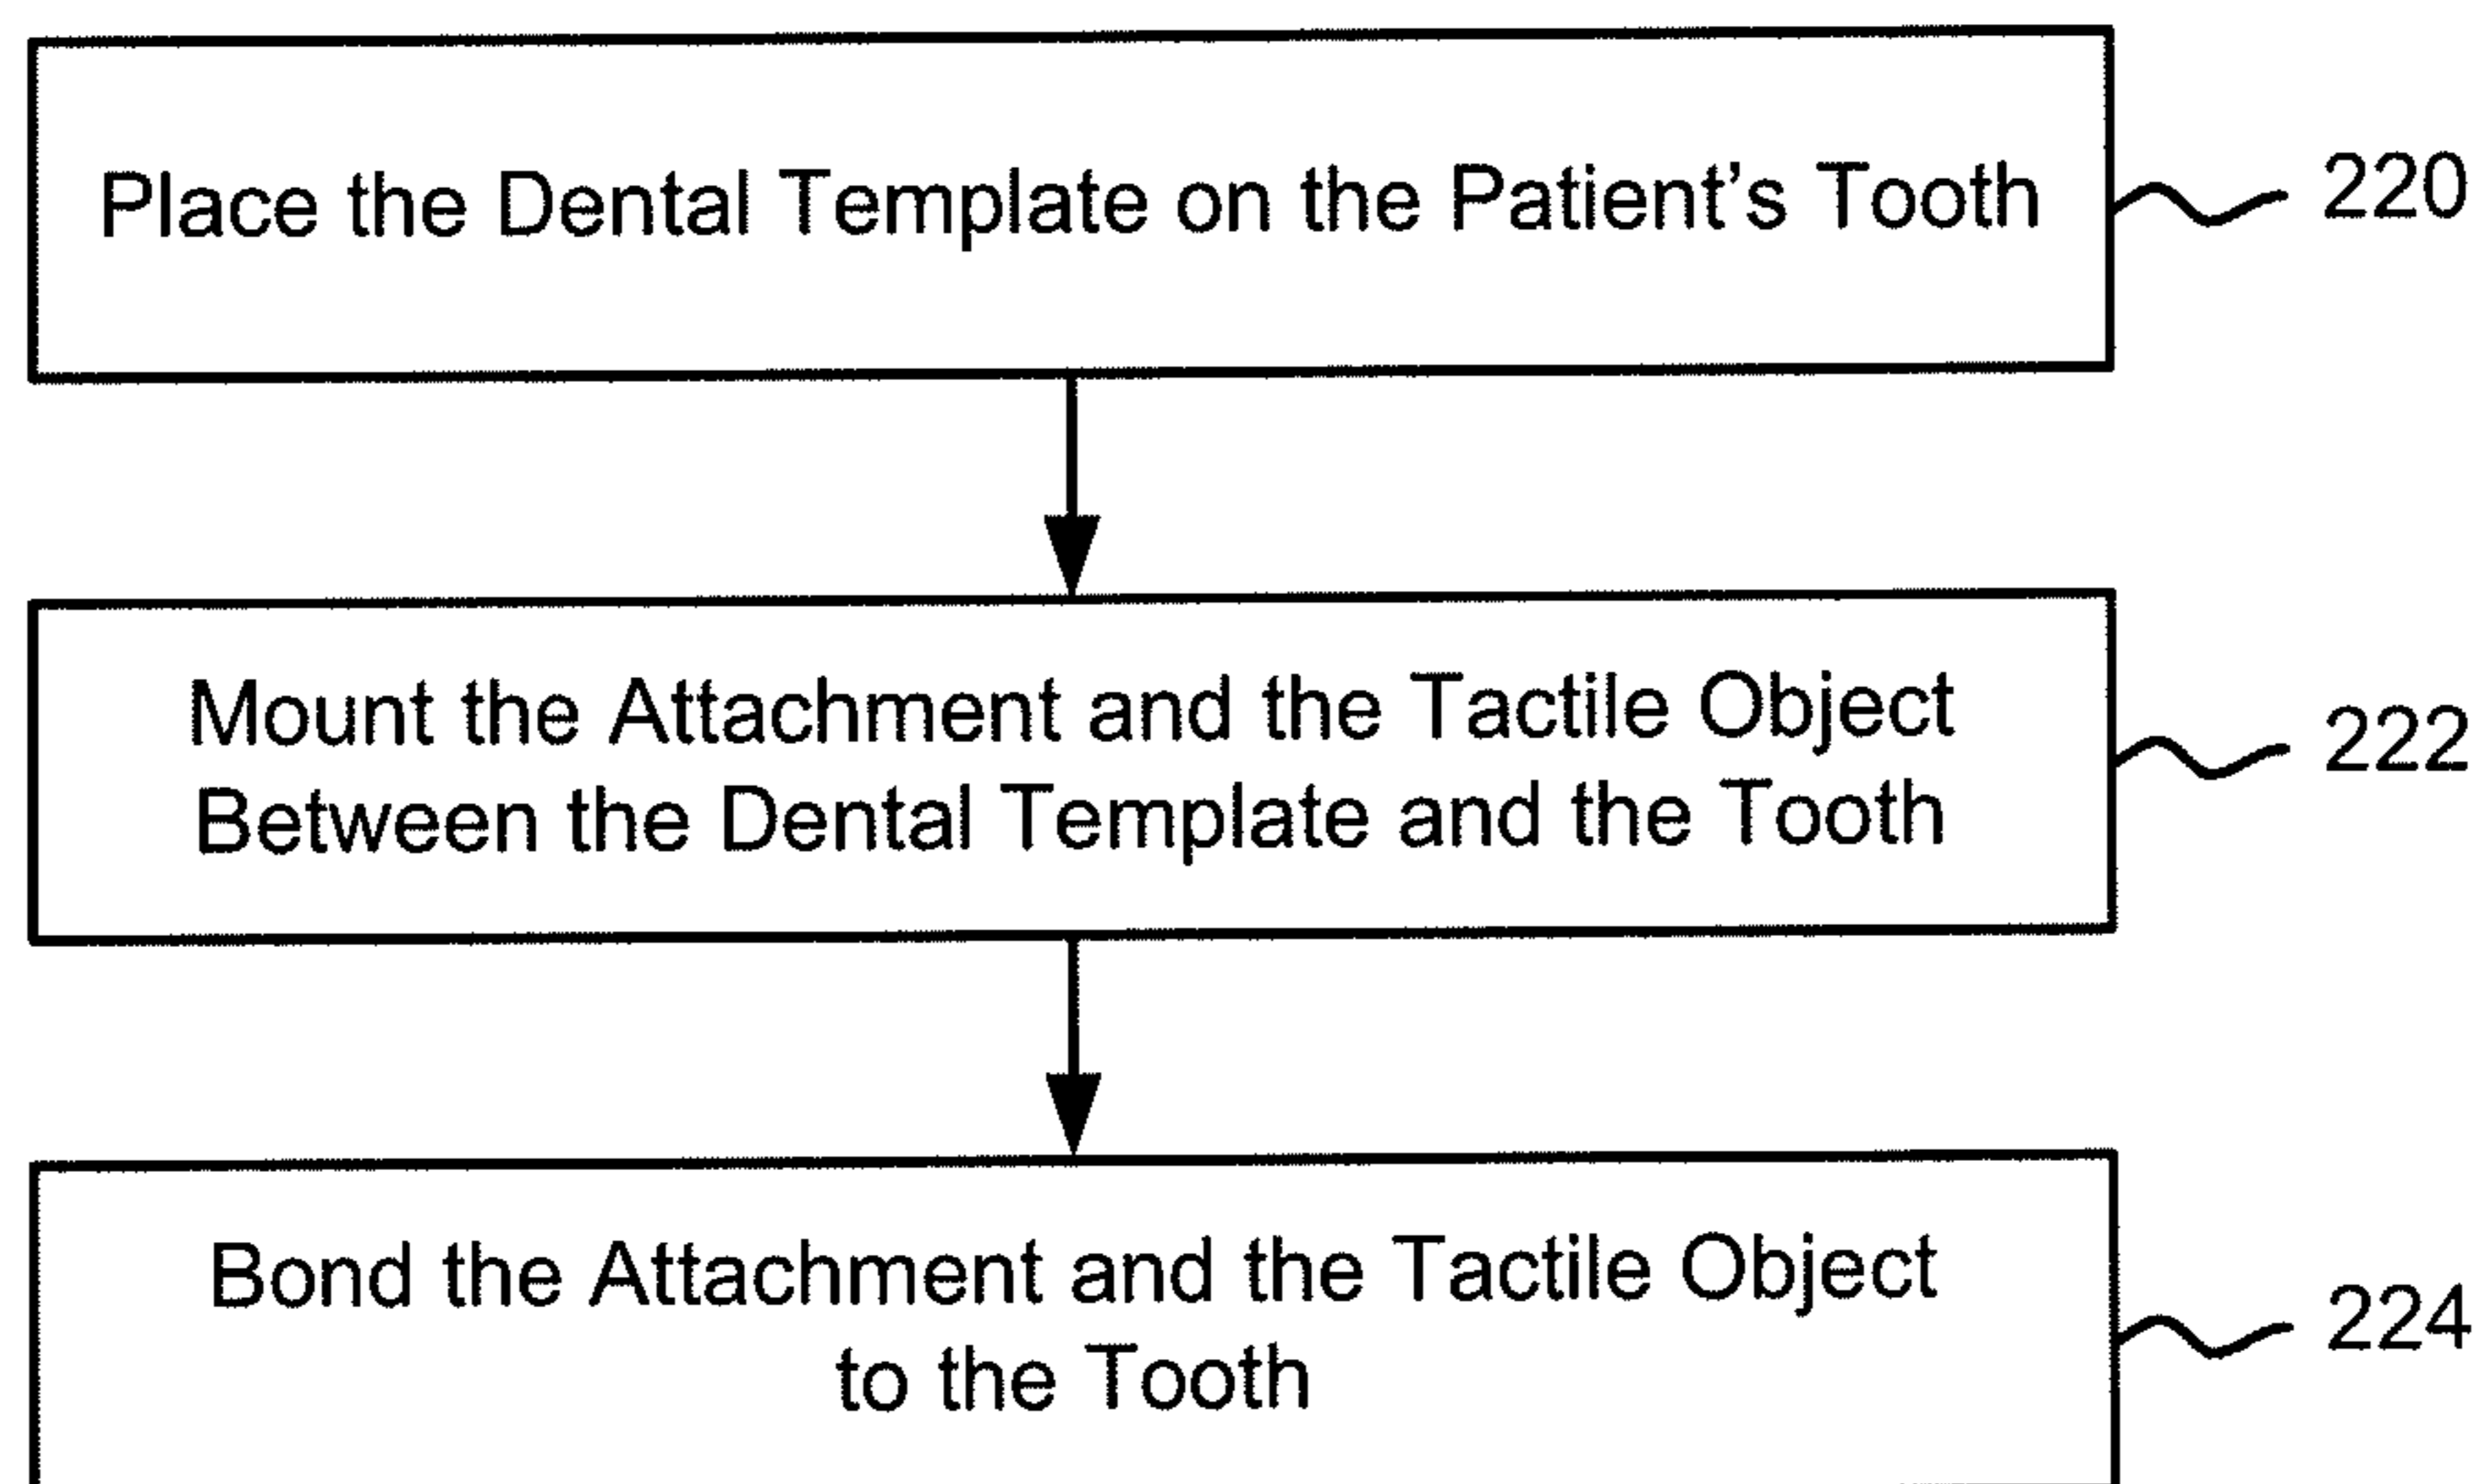 Place the Dental Template on the Patient’s Tooth
220
Mount the Attachment and the Tactile Object
Between the Dental Template and the Tooth
222
Bond the Attachment and the Tactile Object
to the Tooth
224